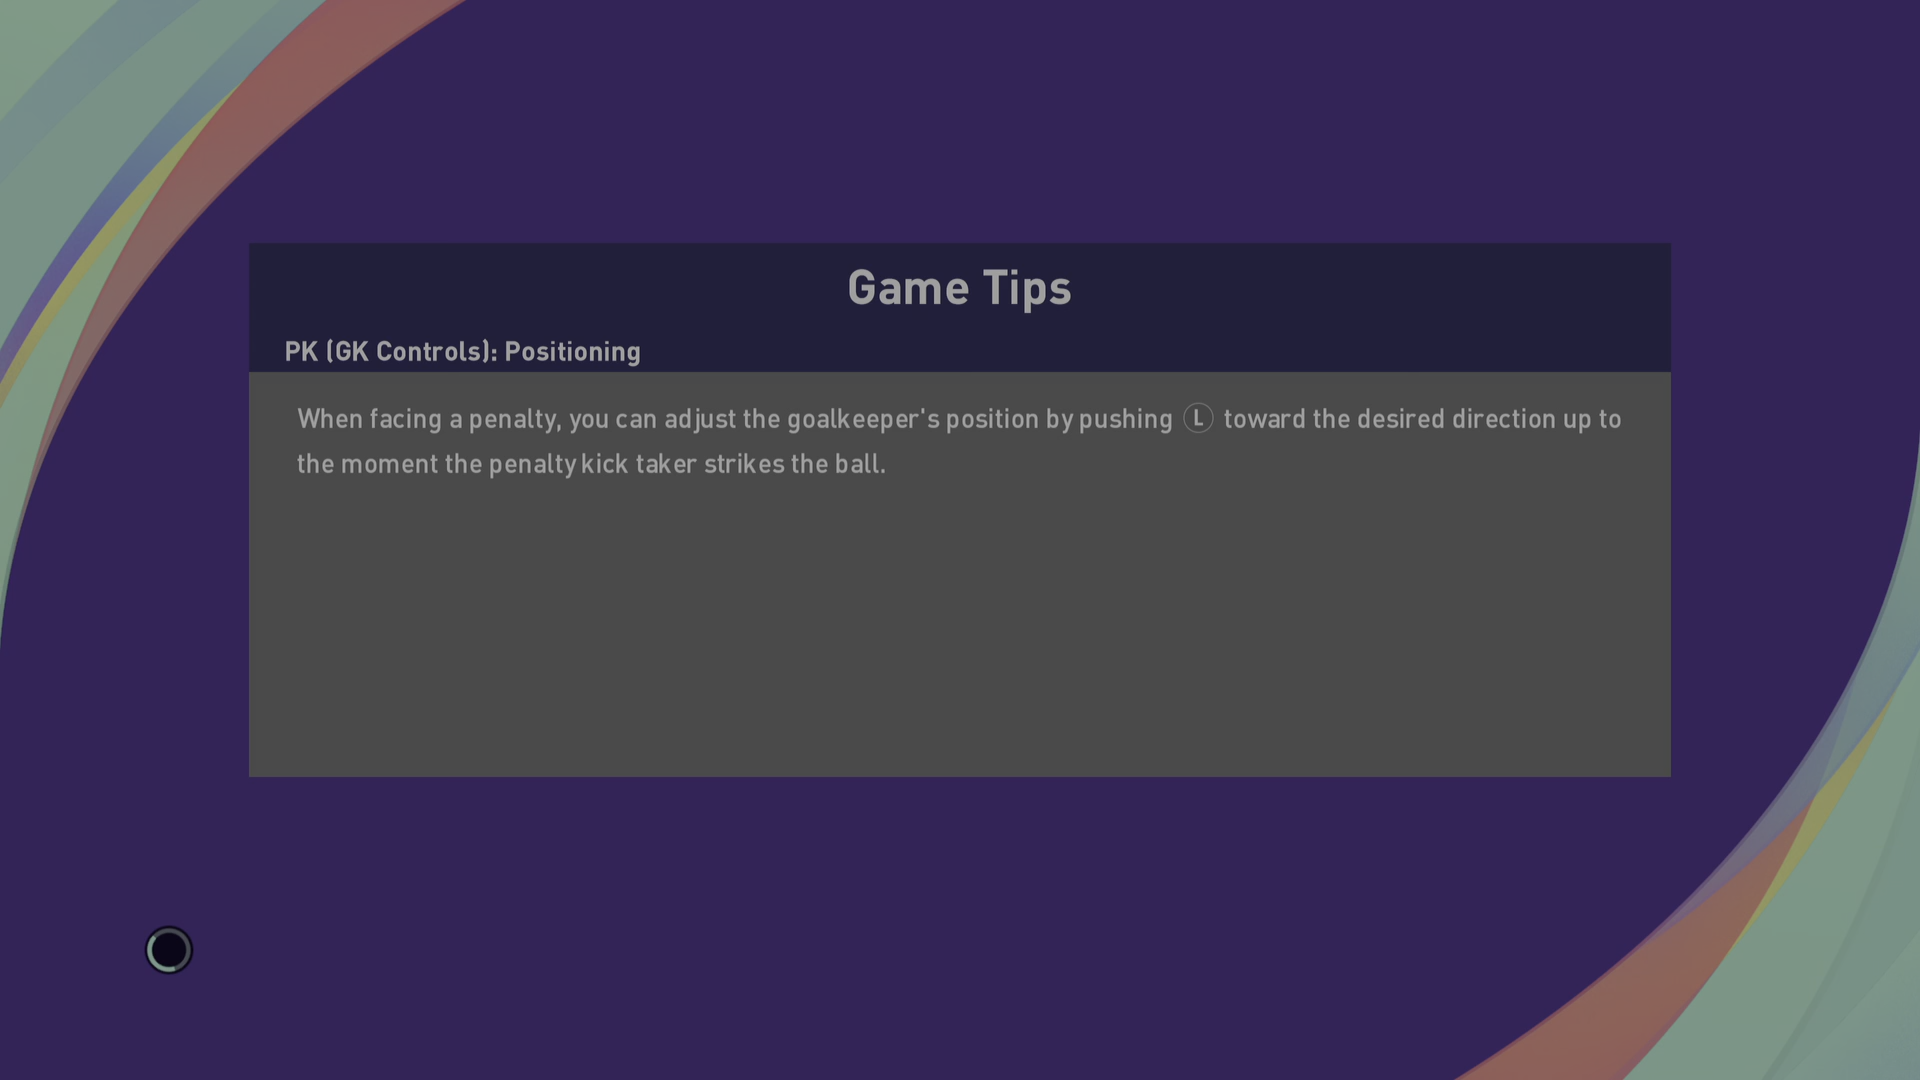 Game Tips
PK (GK Controls): Positioning
When facing a penalty, you can adjust the goalkeeper's position by pushing L toward the desired direction up to
the moment the penalty kick taker strikes the ball.